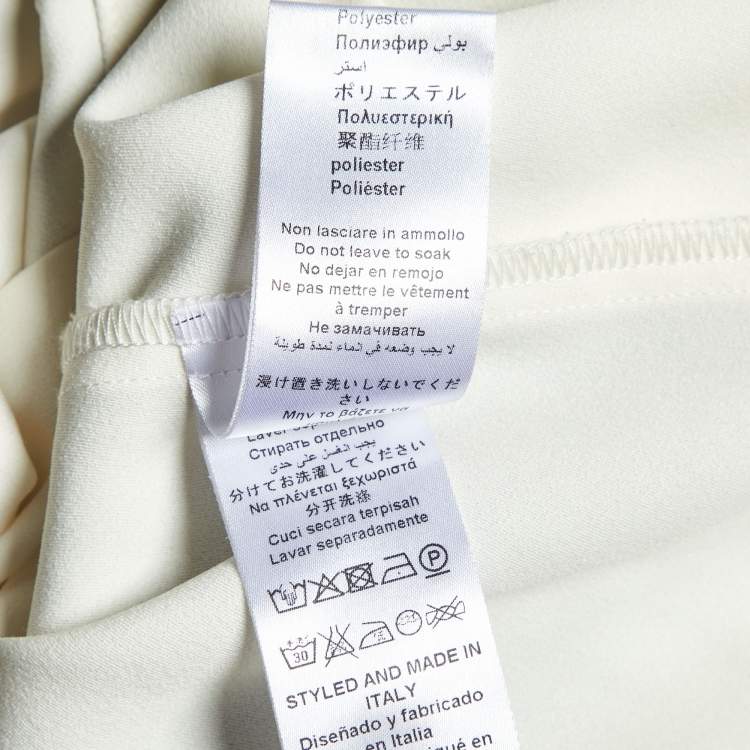 Polyester
Полиэфир بولي
استر
ポリエステル
Πολυεστερική
聚酯纤维
poliester
Poliéster
Non lasciare in ammollo
Do not leave to soak
No dejar en remojo
Ne pas mettre le vêtement
à tremper
Не замачивать
لا يجب وضعه في الماء لمدة طويلة
浸け置き洗いしないでくだ
さい
Μην το βάζετε να
Стирать отдельно
يجب الغسل على حدى
分けてお洗濯してください
Να πλένεται ξεχωριστά
分开洗涤
Cuci secara terpisah
Lavar separadamente
P
30
STYLED AND MADE IN
ITALY
Diseñado y fabricado
en Italia